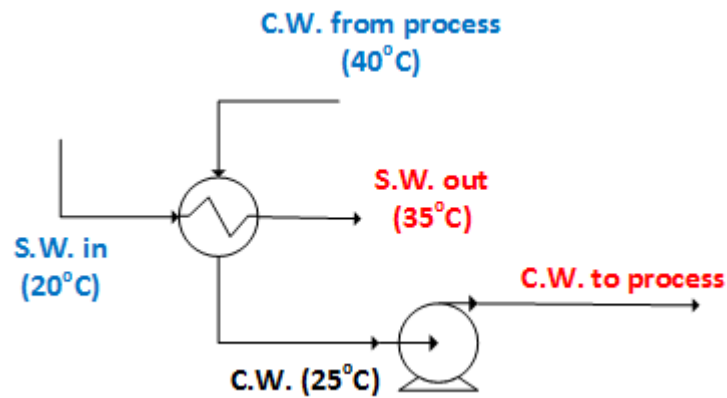 C.W. from process
(40°C)
S.W. out
(35°C)
S.W. in
(20°C)
C.W. to process
C.W. (25°C)